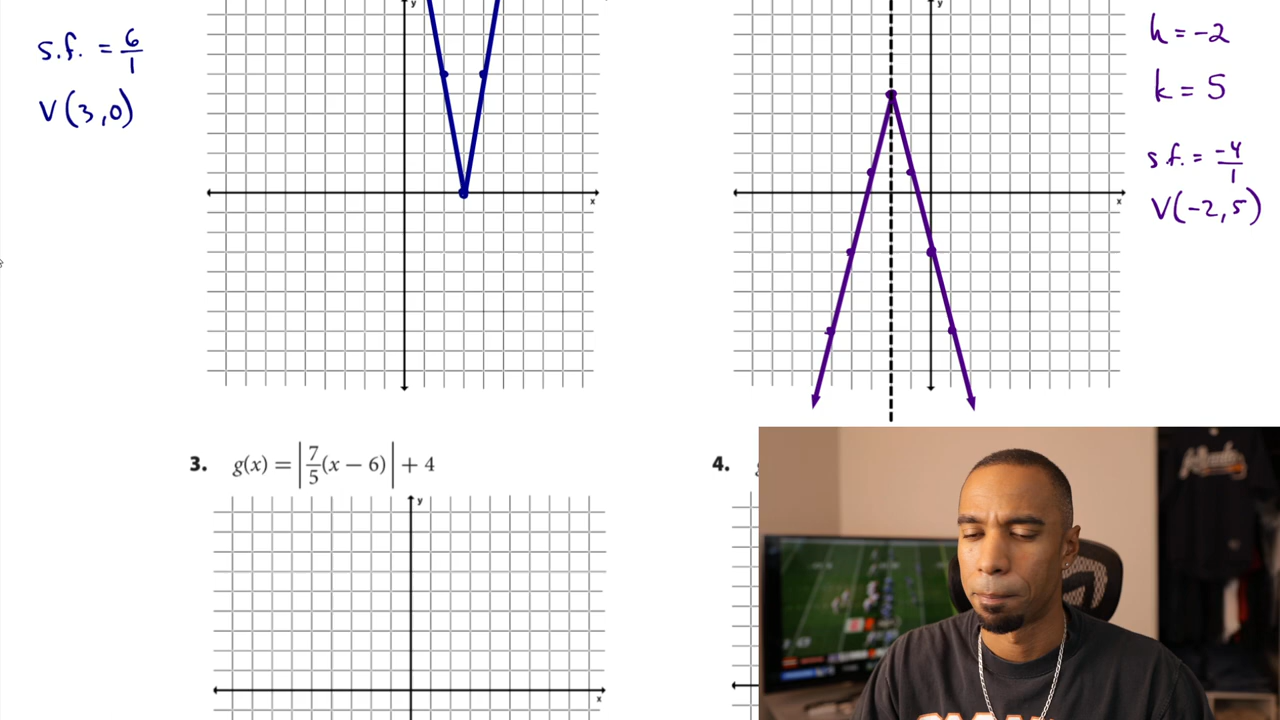 s.f. = 6/1
V(3,0)
y
x
h = -2
k = 5
s.f. = -4/1
V(-2,5)
y
x
3. g(x) = |7/5(x − 6)| + 4
y
x
4.